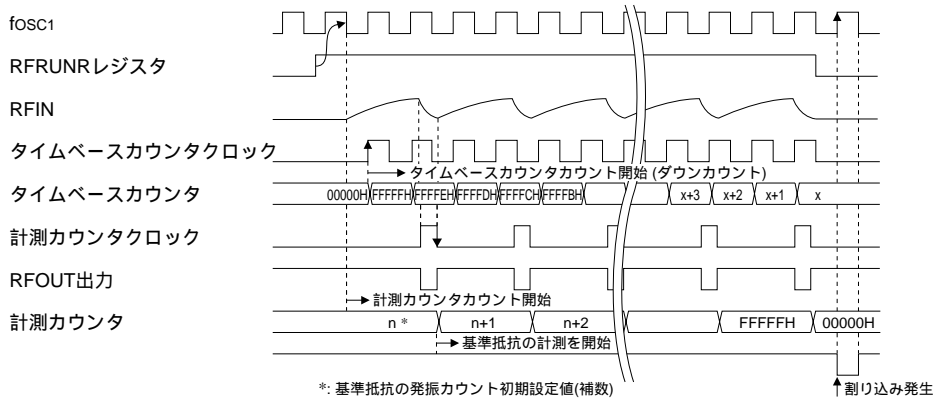 fOSC1
RFRUNRレジスタ
RFIN
タイムベースカウンタクロック
タイムベースカウンタカウント開始 (ダウンカウント)
タイムベースカウンタ 00000H FFFFFH FFFFEH FFFFDH FFFFCH FFFFBH x+3 x+2 x+1 x
計測カウンタクロック
RFOUT出力
計測カウンタカウント開始
計測カウンタ n * n+1 n+2 FFFFFH 00000H
基準抵抗の計測を開始
*: 基準抵抗の発振カウント初期設定値(補数) 割り込み発生